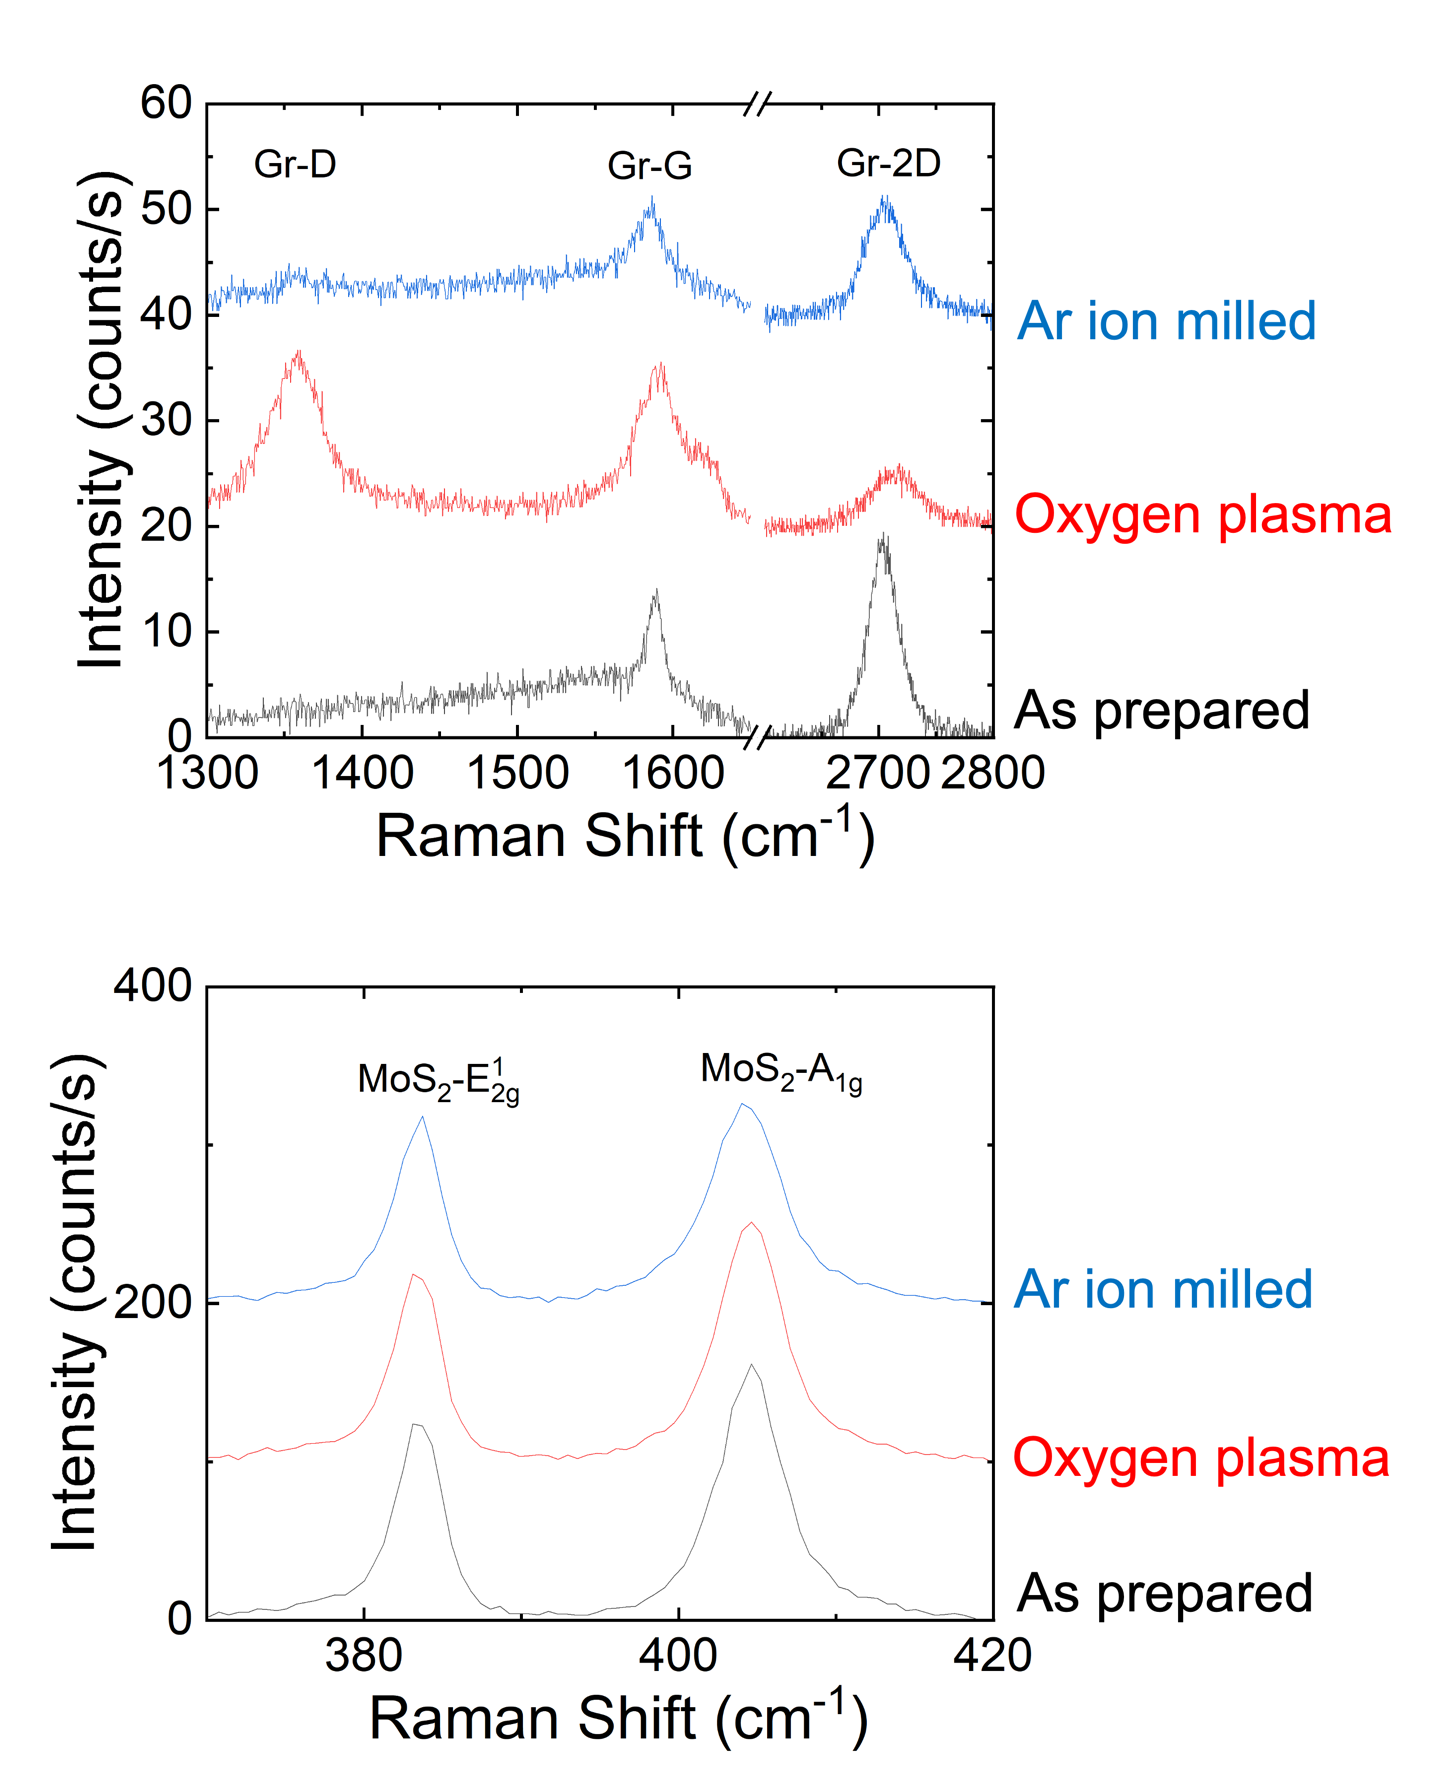 60
Gr-D Gr-G Gr-2D
50
40 Ar ion milled
30
20 Oxygen plasma
10
As prepared
0
1300 1400 1500 1600 2700 2800
Raman Shift (cm⁻¹)
Intensity (counts/s)
400
MoS₂-E¹₂g MoS₂-A₁g
200 Ar ion milled
Oxygen plasma
As prepared
0
380 400 420
Raman Shift (cm⁻¹)
Intensity (counts/s)